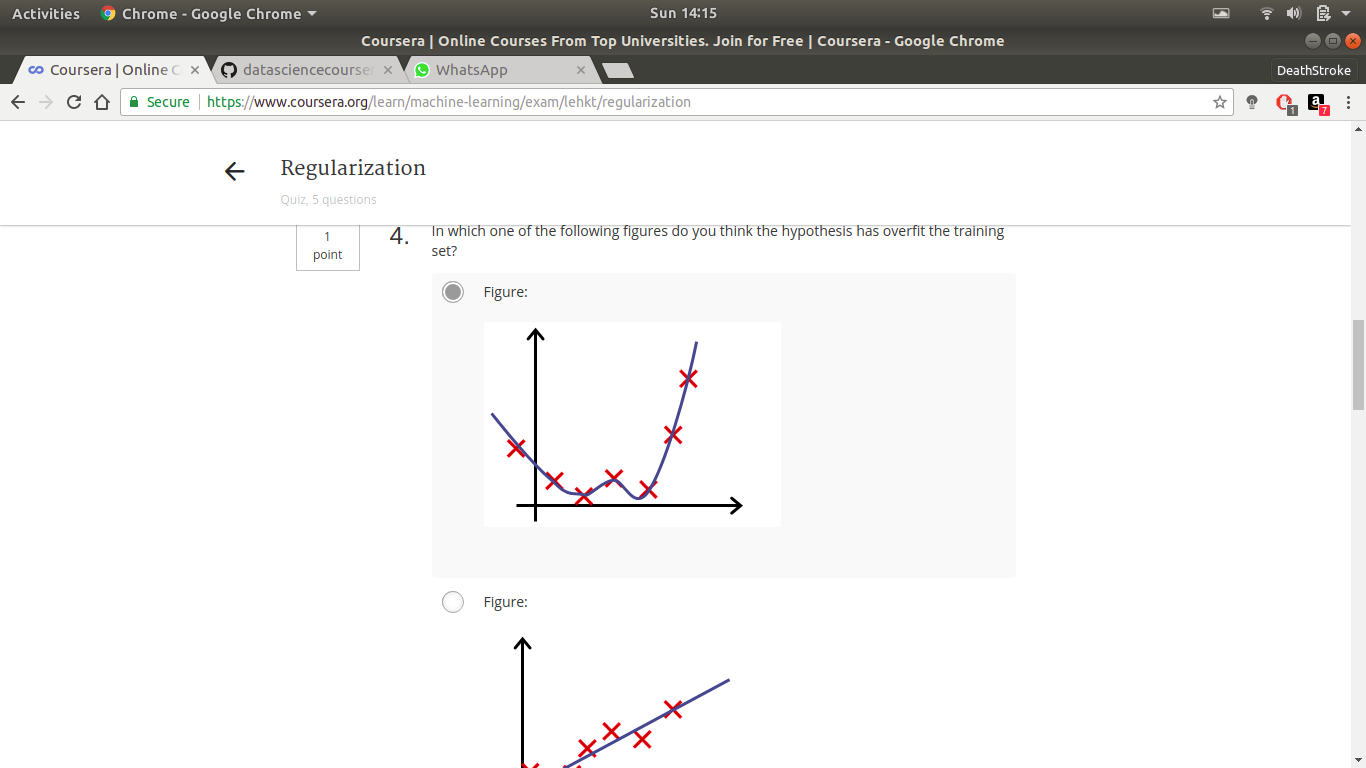 Activities Chrome - Google Chrome Sun 14:15
Coursera | Online Courses From Top Universities. Join for Free | Coursera - Google Chrome
Coursera | Online C datasciencecourser WhatsApp DeathStroke
Secure https://www.coursera.org/learn/machine-learning/exam/lehkt/regularization 1 a 7
Regularization
Quiz, 5 questions
1
point
4. In which one of the following figures do you think the hypothesis has overfit the training
set?
Figure:
Figure: